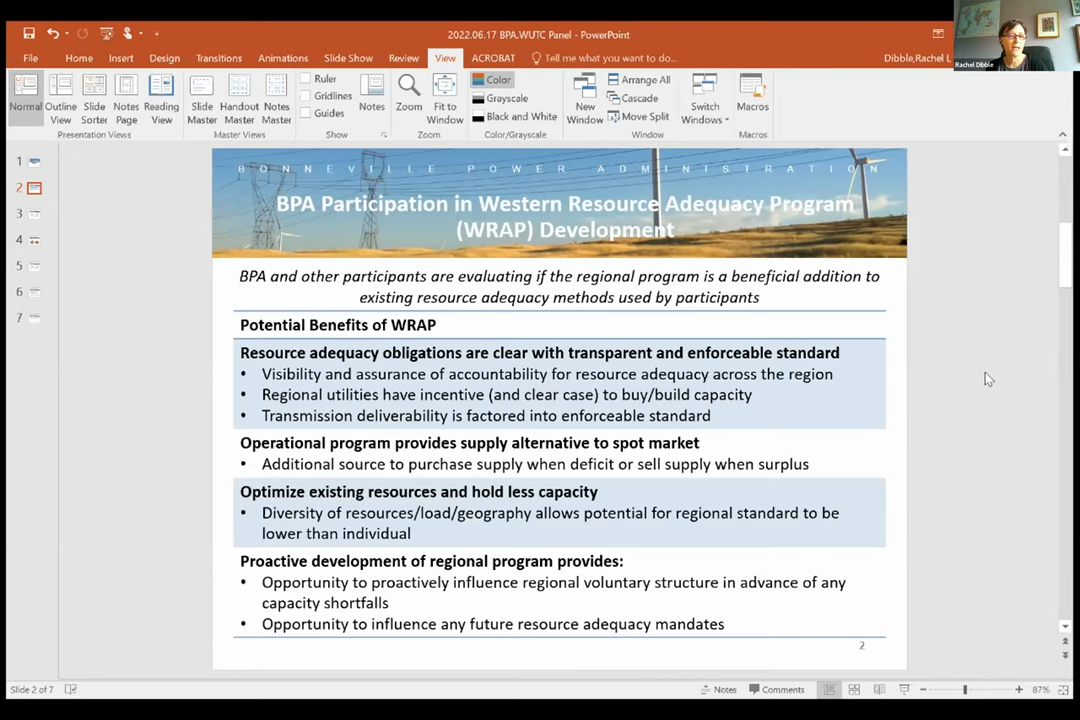 2022.06.17 BPA.WUTC Panel - PowerPoint
File Home Insert Design Transitions Slide Show Animations Review View ACROBAT Tell me what you want to do... Dibble,Rachel L
Rachel Dibble
Normal Outline View Slide Sorter Notes Page Reading View
Presentation Views
Slide Master Handout Master Notes Master
Master Views
Ruler
Gridlines
Guides
Show
Notes
Zoom Fit to Window
Zoom
Color
Grayscale
Black and White
Color/Grayscale
New Window
Arrange All
Cascade
Move Split
Switch Windows
Window
Macros
Macros
1
2
3
4
5
6
7
BONNEVILLE POWER ADMINISTRATION
BPA Participation in Western Resource Adequacy Program
(WRAP) Development
BPA and other participants are evaluating if the regional program is a beneficial addition to
existing resource adequacy methods used by participants
Potential Benefits of WRAP
Resource adequacy obligations are clear with transparent and enforceable standard
• Visibility and assurance of accountability for resource adequacy across the region
• Regional utilities have incentive (and clear case) to buy/build capacity
• Transmission deliverability is factored into enforceable standard
Operational program provides supply alternative to spot market
• Additional source to purchase supply when deficit or sell supply when surplus
Optimize existing resources and hold less capacity
• Diversity of resources/load/geography allows potential for regional standard to be
lower than individual
Proactive development of regional program provides:
• Opportunity to proactively influence regional voluntary structure in advance of any
capacity shortfalls
• Opportunity to influence any future resource adequacy mandates
2
Slide 2 of 7
Notes Comments 87%